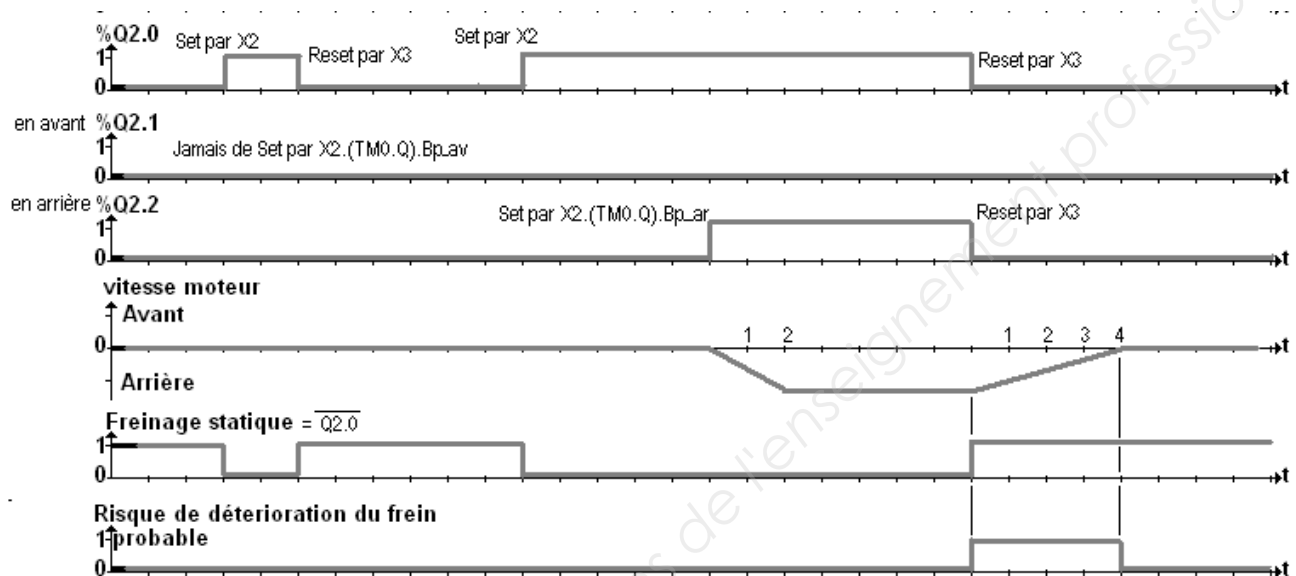 %Q2.0
Set par X2
Reset par X3
Set par X2
Reset par X3
1
0
t
en avant %Q2.1
Jamais de Set par X2.(TM0.Q).Bp_av
1
0
t
en arrière %Q2.2
Set par X2.(TM0.Q).Bp_ar
Reset par X3
1
0
t
vitesse moteur
Avant
0
1 2 1 2 3 4
t
Arrière
Freinage statique = Q2.0
1
0
t
Risque de déterioration du frein
1 probable
0
t
de l'enseignement professio